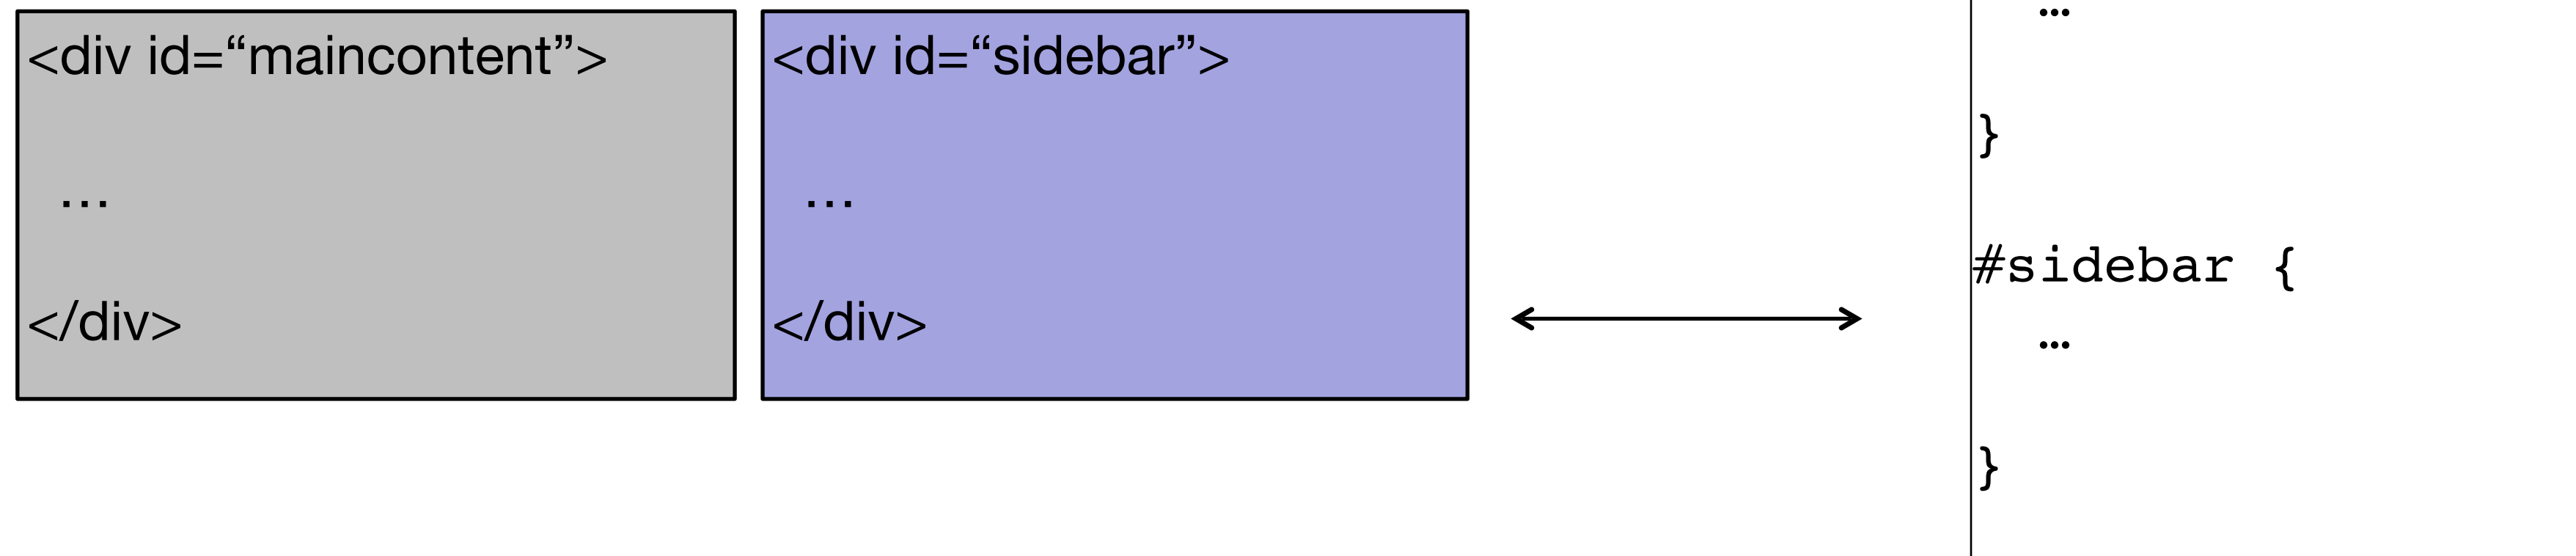 <div id=“maincontent”>
…
</div>
<div id=“sidebar”>
…
</div>
…
}
#sidebar {
…
}